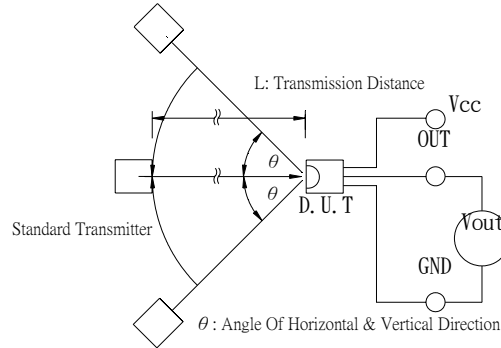 L: Transmission Distance
Vcc
OUT
θ
θ
D.U.T
Standard Transmitter
Vout
GND
θ: Angle Of Horizontal & Vertical Direction